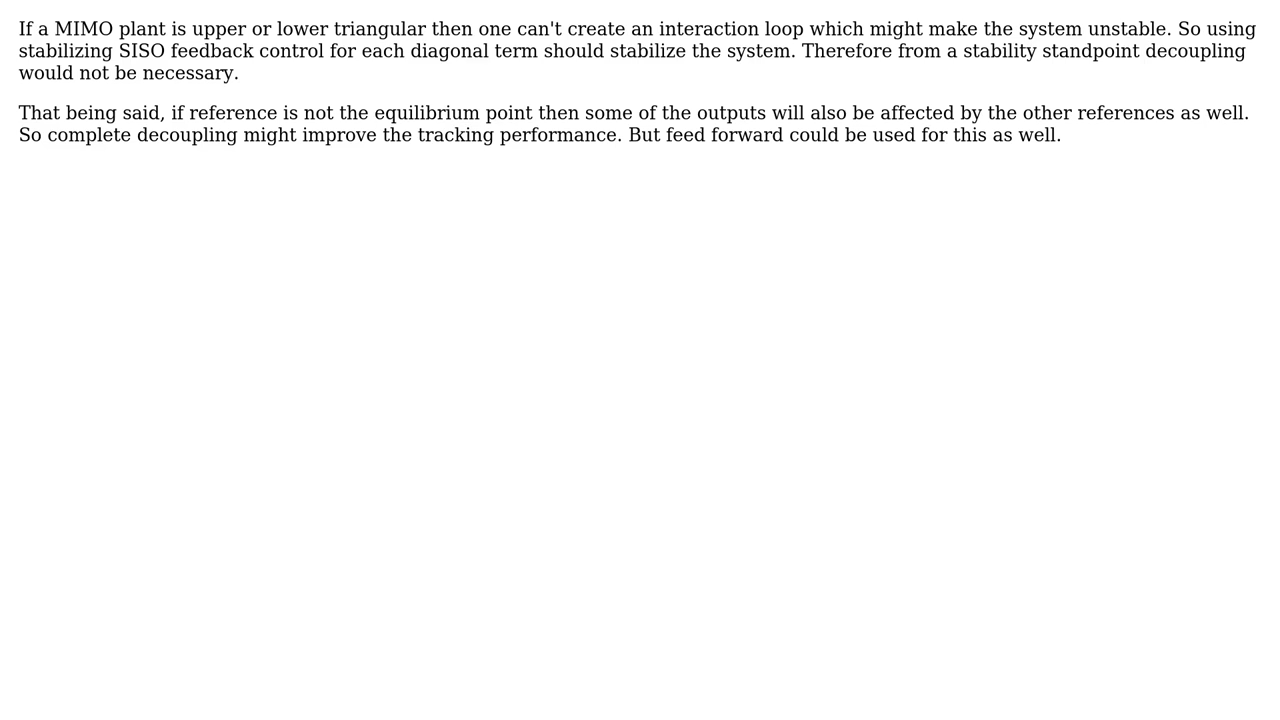 If a MIMO plant is upper or lower triangular then one can't create an interaction loop which might make the system unstable. So using
stabilizing SISO feedback control for each diagonal term should stabilize the system. Therefore from a stability standpoint decoupling
would not be necessary.
That being said, if reference is not the equilibrium point then some of the outputs will also be affected by the other references as well.
So complete decoupling might improve the tracking performance. But feed forward could be used for this as well.